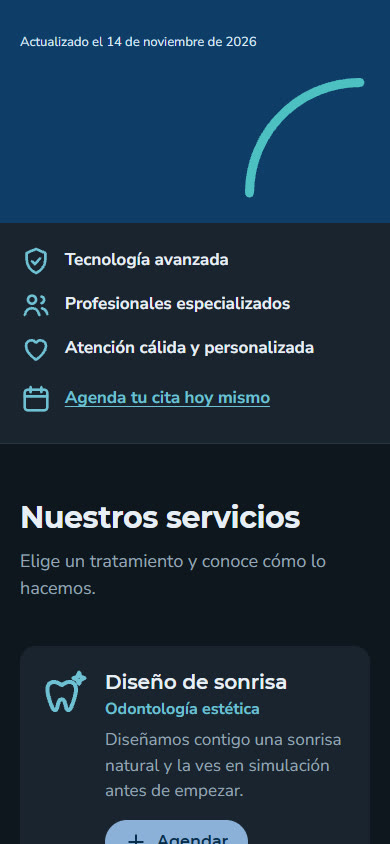 Actualizado el 14 de noviembre de 2026
Tecnología avanzada
Profesionales especializados
Atención cálida y personalizada
Agenda tu cita hoy mismo
Nuestros servicios
Elige un tratamiento y conoce cómo lo
hacemos.
Diseño de sonrisa
Odontología estética
Diseñamos contigo una sonrisa
natural y la ves en simulación
antes de empezar.
Agendar